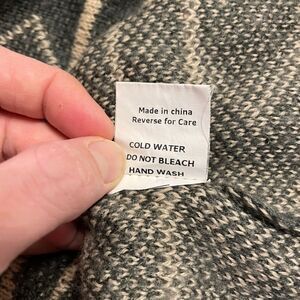 Made in china
Reverse for Care
COLD WATER
DO NOT BLEACH
HAND WASH